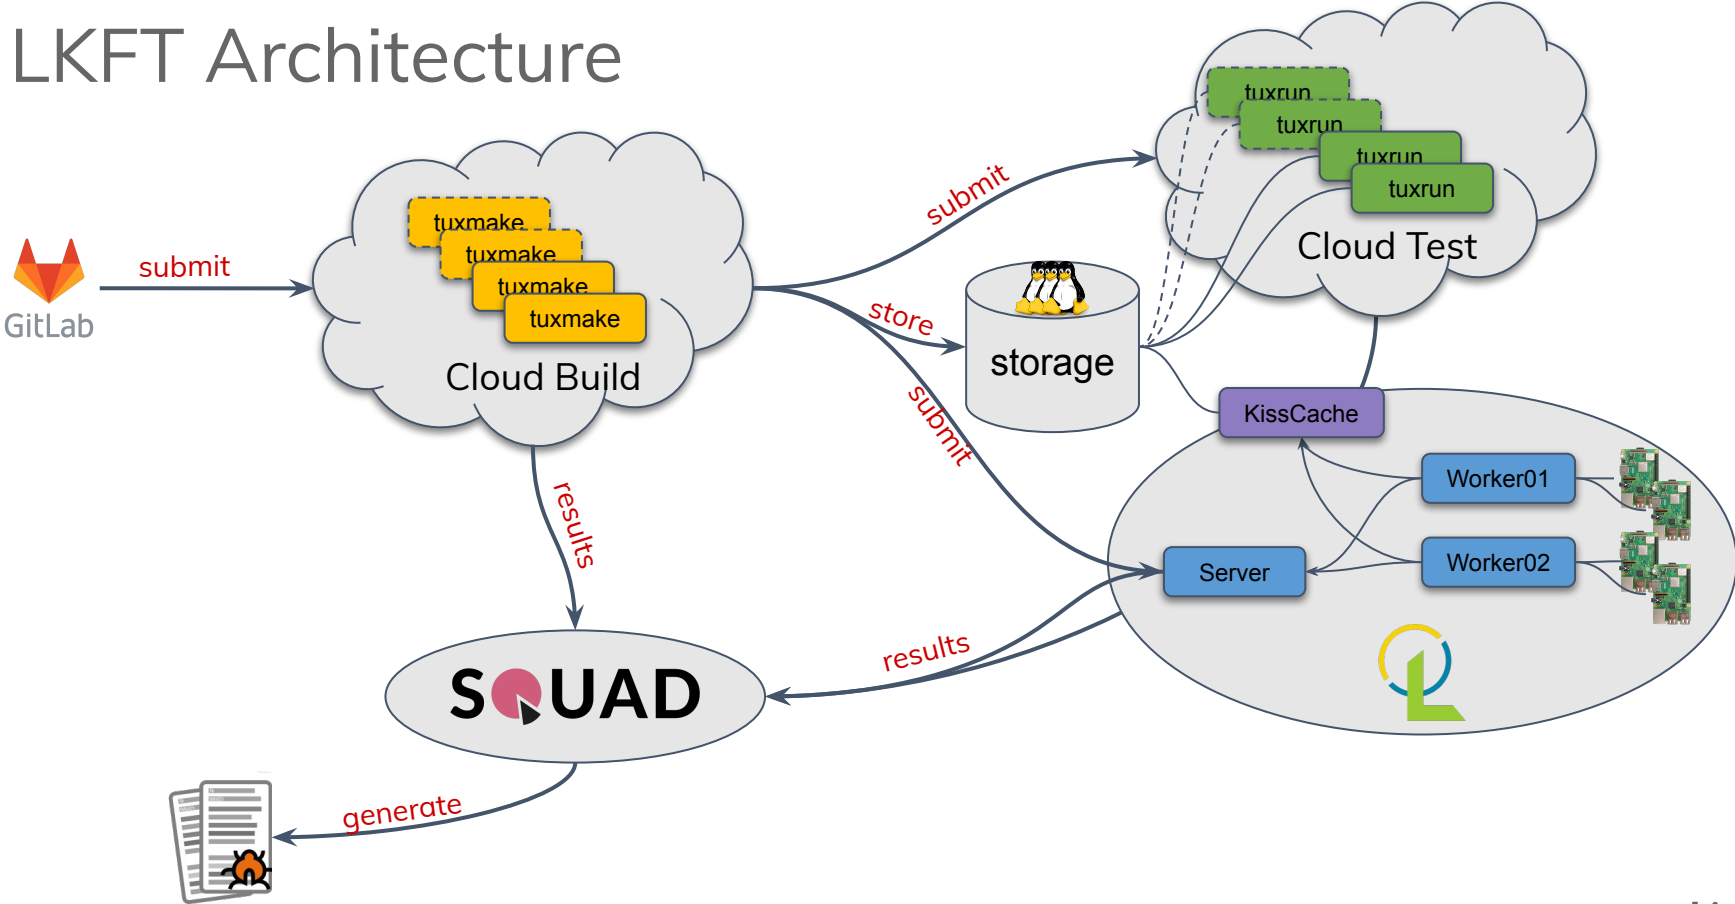 LKFT Architecture
tuxrun
tuxrun
tuxrun
tuxrun
Cloud Test
submit
tuxmake
tuxmake
tuxmake
tuxmake
Cloud Build
submit
GitLab
store
storage
submit
KissCache
Worker01
Worker02
Server
results
results
SQUAD
generate